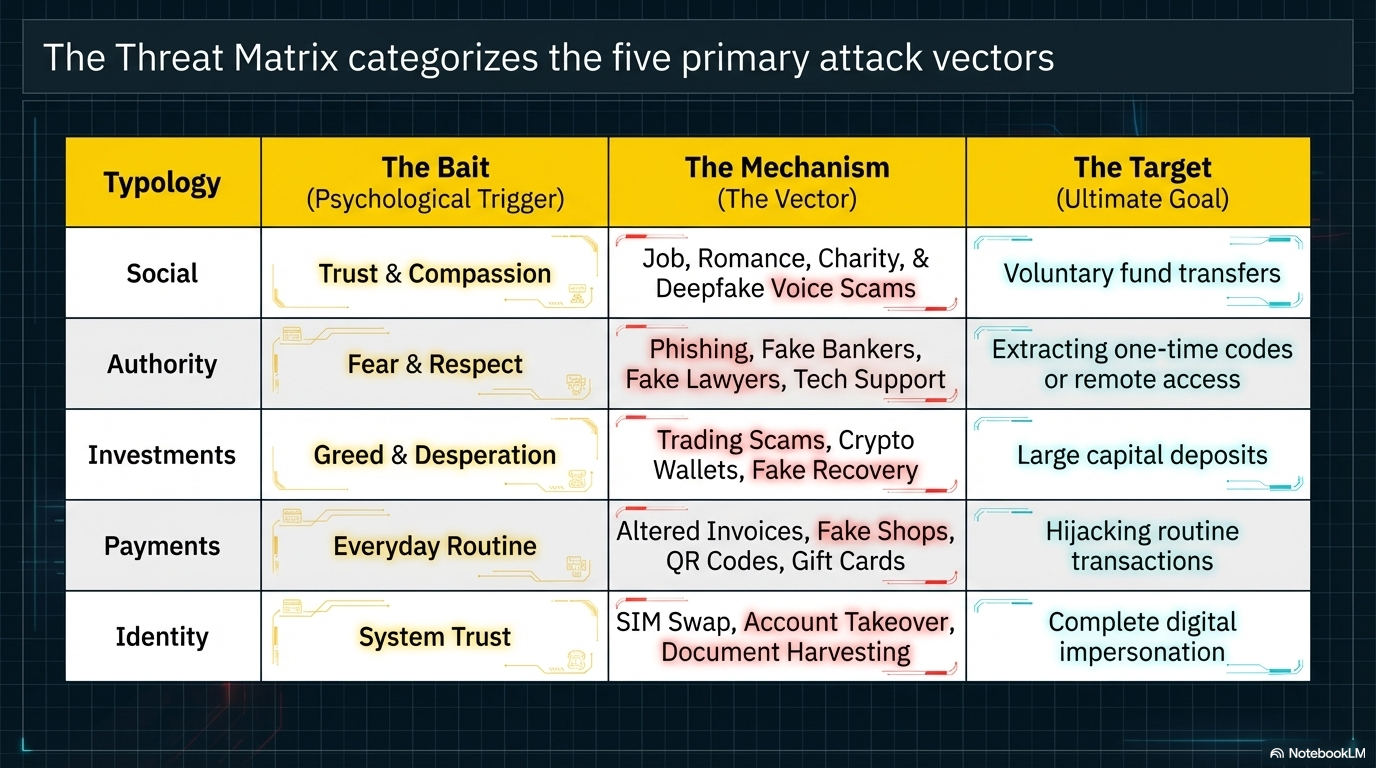 The Threat Matrix categorizes the five primary attack vectors
Typology
The Bait
(Psychological Trigger)
The Mechanism
(The Vector)
The Target
(Ultimate Goal)
Social
Trust & Compassion
Job, Romance, Charity, &
Deepfake Voice Scams
Voluntary fund transfers
Authority
Fear & Respect
Phishing, Fake Bankers,
Fake Lawyers, Tech Support
Extracting one-time codes
or remote access
Investments
Greed & Desperation
Trading Scams, Crypto
Wallets, Fake Recovery
Large capital deposits
Payments
Everyday Routine
Altered Invoices, Fake Shops,
QR Codes, Gift Cards
Hijacking routine
transactions
Identity
System Trust
SIM Swap, Account Takeover,
Document Harvesting
Complete digital
impersonation
NotebookLM